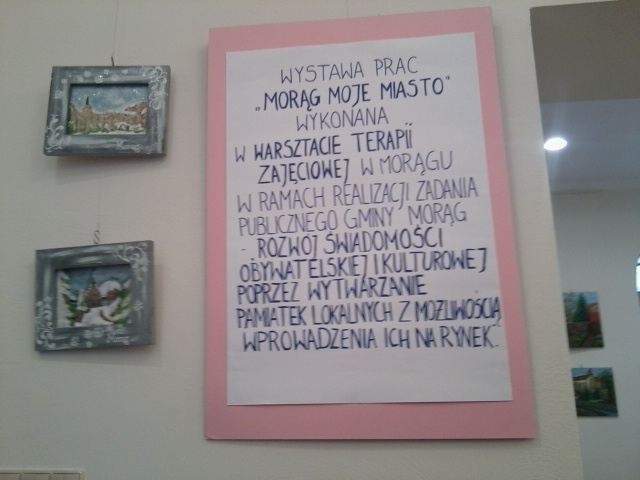 WYSTAWA PRAC
„MORĄG MOJE MIASTO"
WYKONANA
W WARSZTACIE TERAPII
ZAJĘCIOWEJ W MORĄGU
W RAMACH REALIZACJI ZADANIA
PUBLICZNEGO GMINY MORĄG
- ROZWÓJ ŚWIADOMOŚCI
OBYWATELSKIEJ I KULTUROWEJ
POPRZEZ WYTWARZANIE
PAMIATEK LOKALNYCH Z MOŻLIWOŚCIĄ
WPROWADZENIA ICH NA RYNEK.